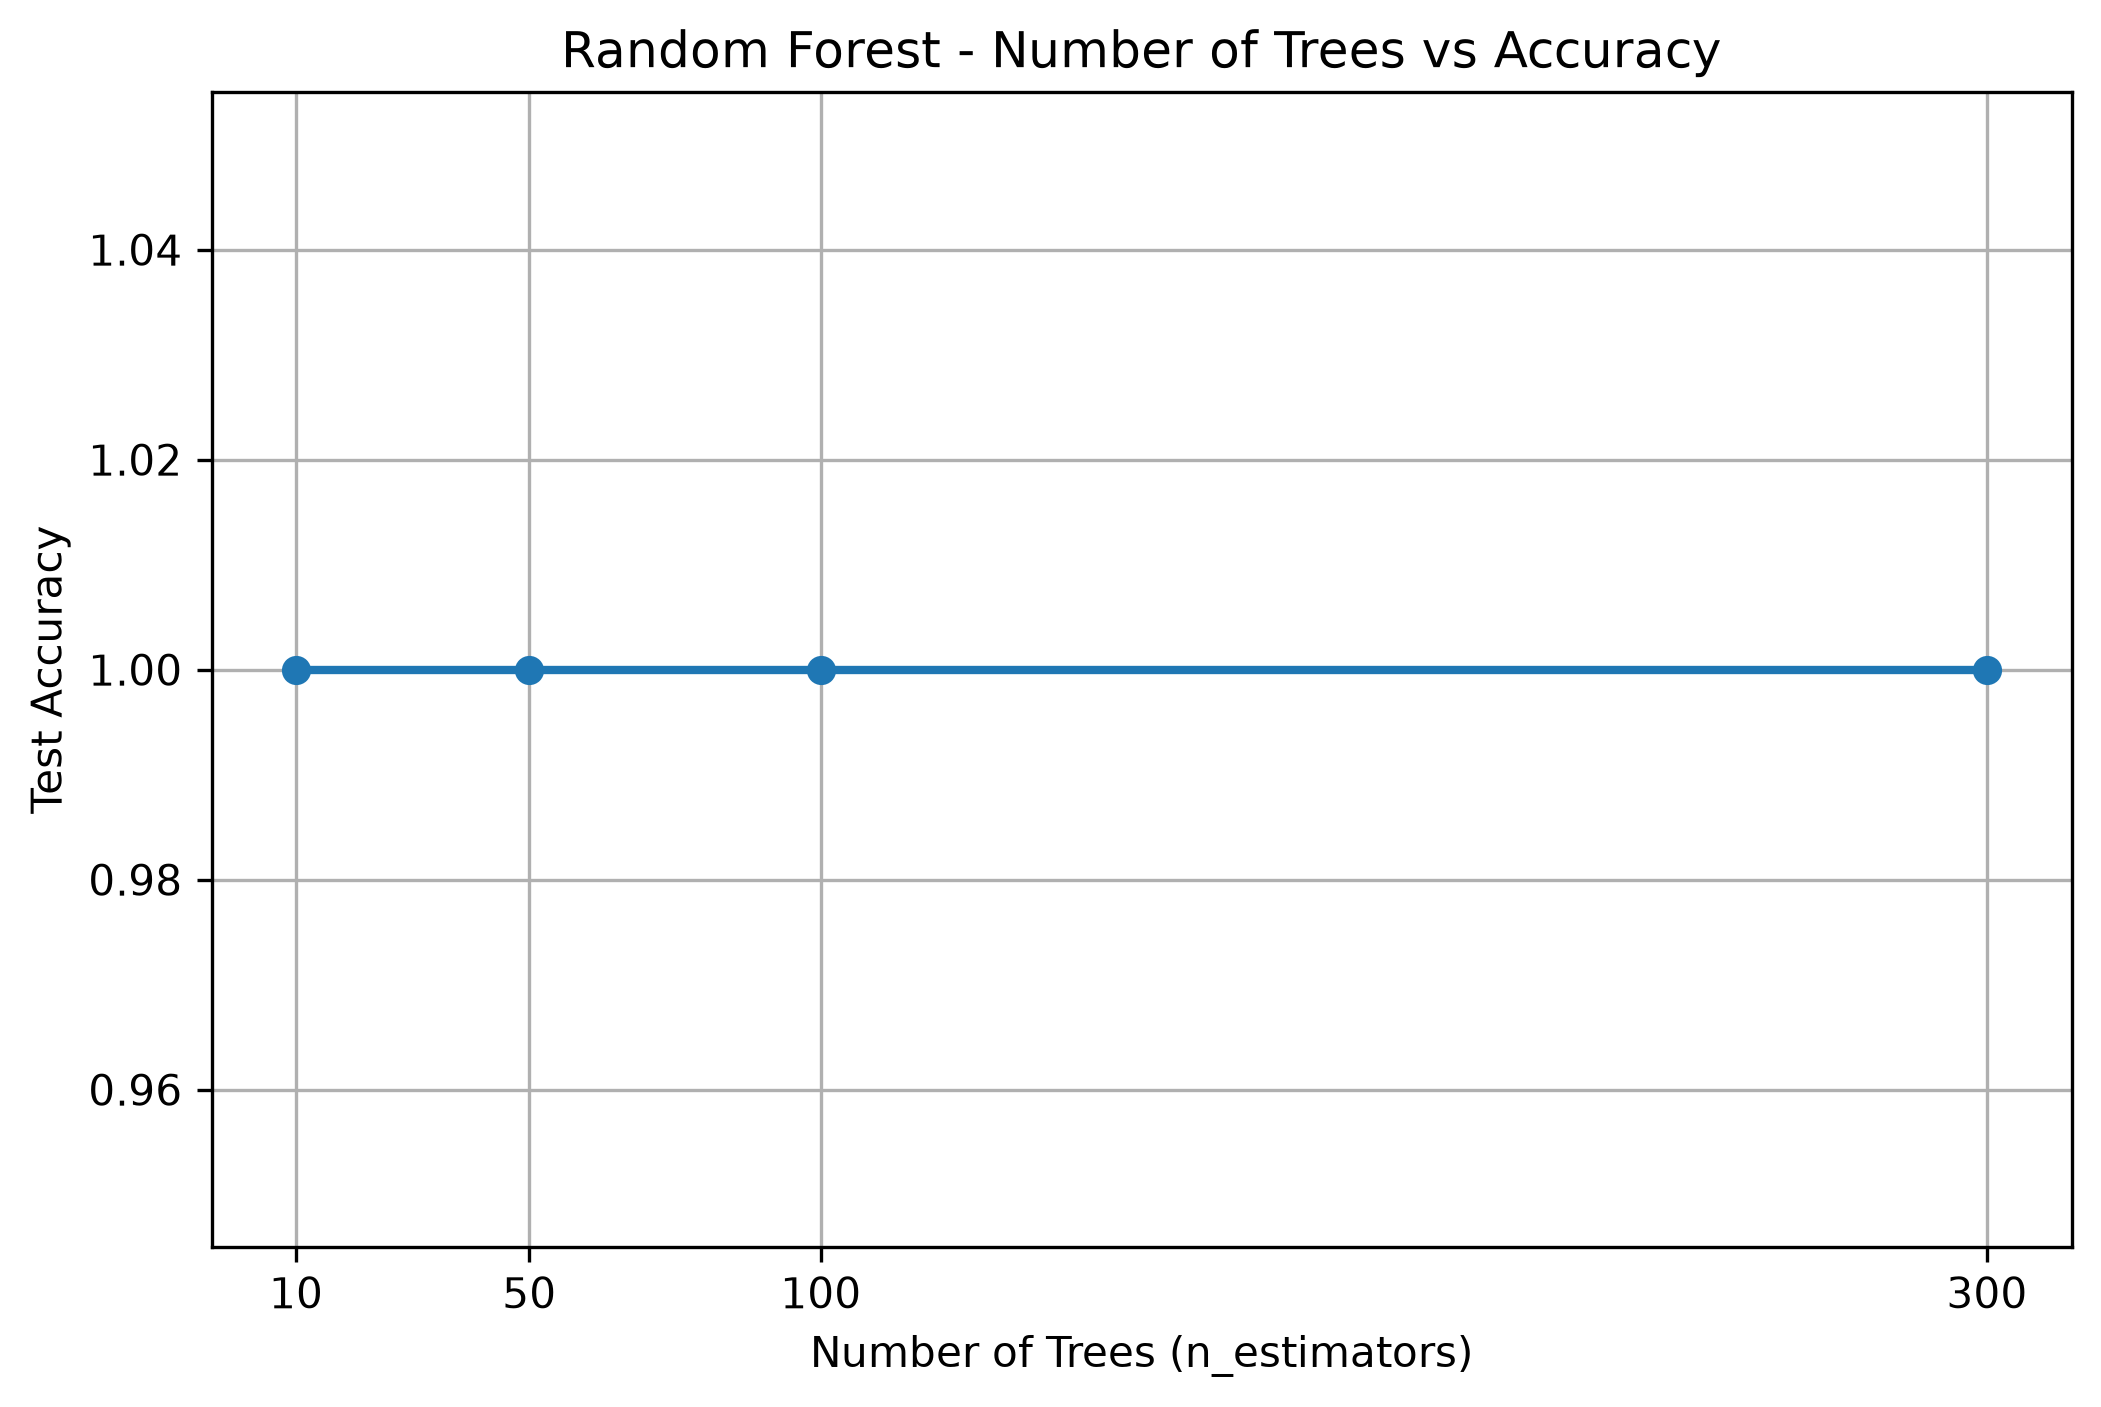 Random Forest - Number of Trees vs Accuracy
1.04
1.02
1.00
0.98
0.96
Test Accuracy
10 50 100 300
Number of Trees (n_estimators)